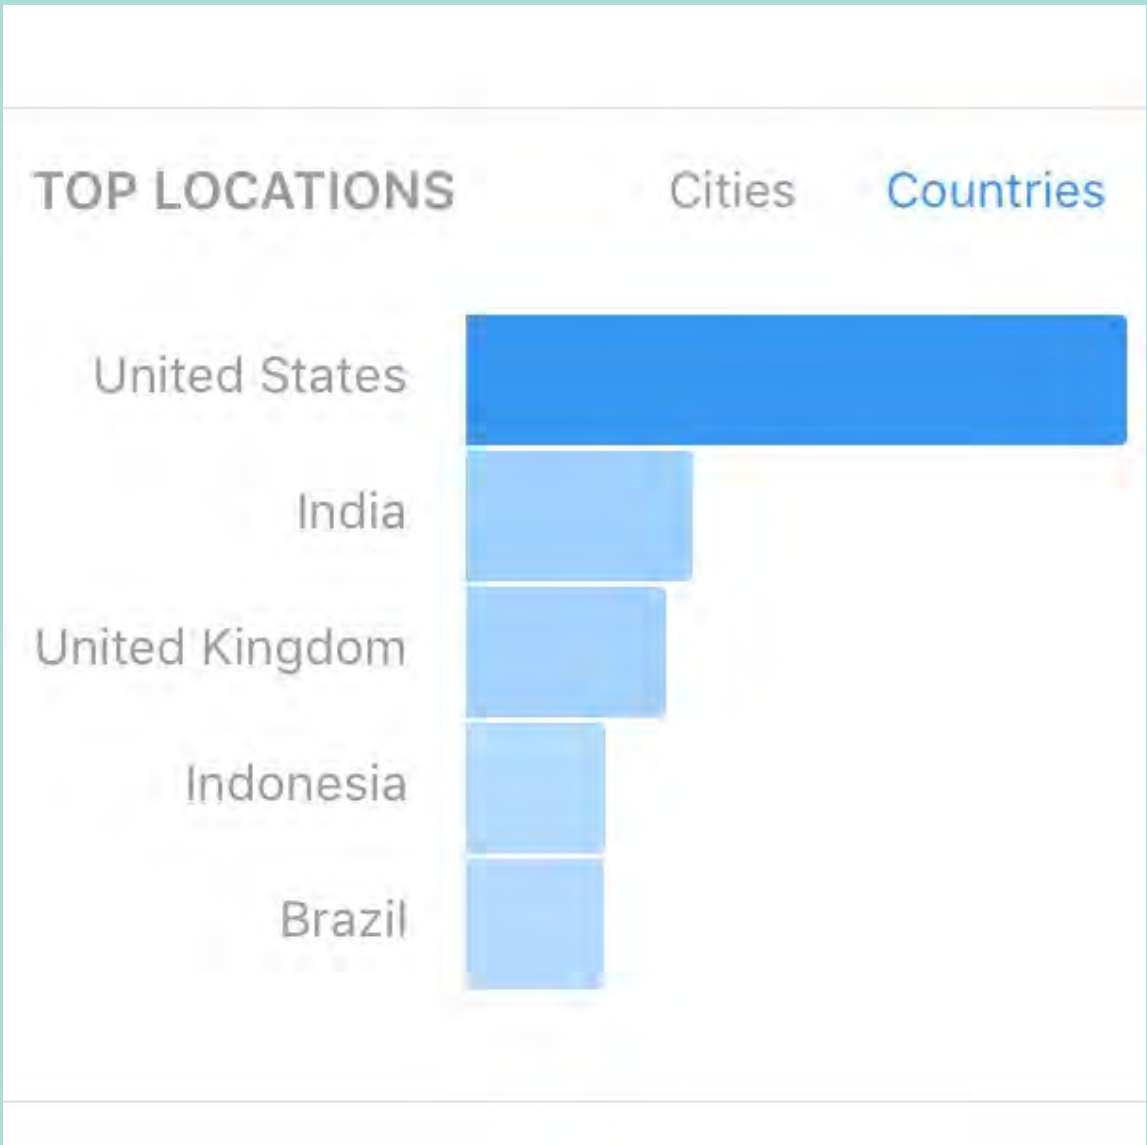 TOP LOCATIONS Cities Countries
United States
India
United Kingdom
Indonesia
Brazil